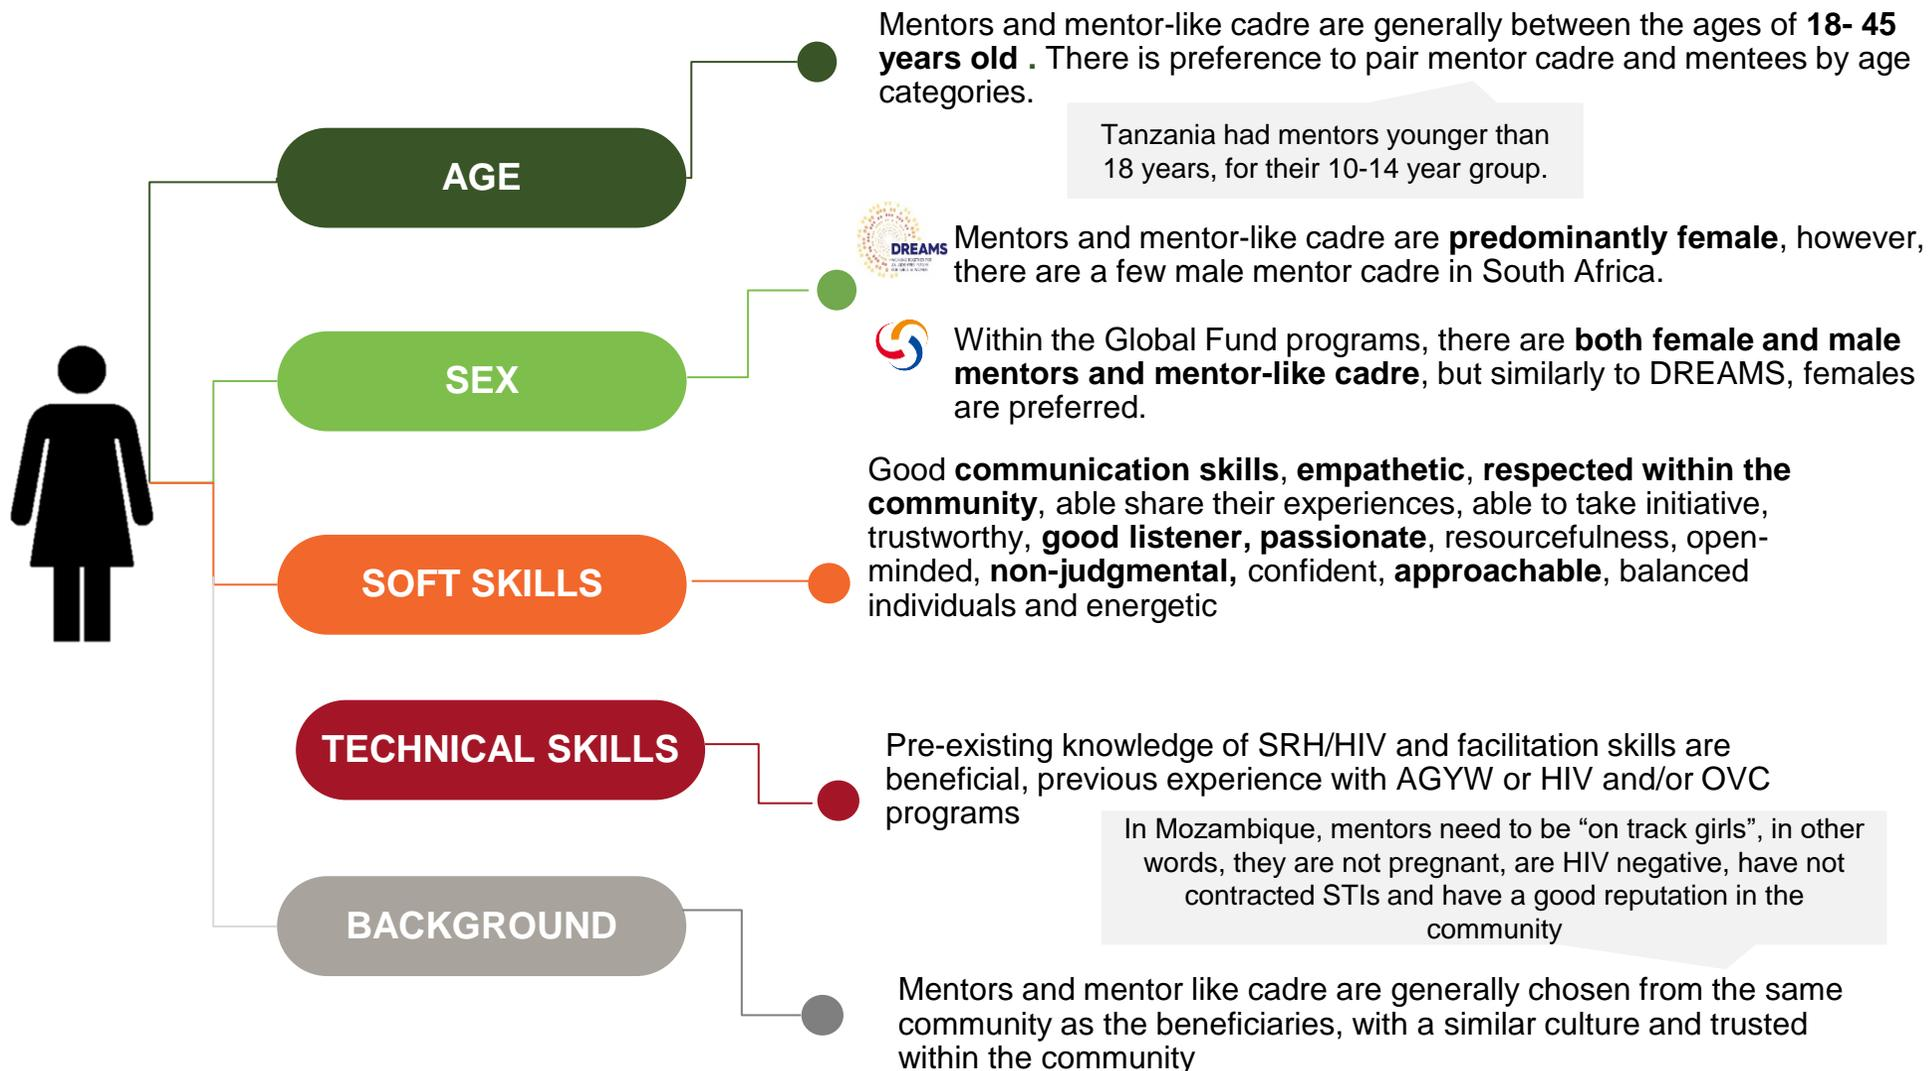 Mentors and mentor-like cadre are generally between the ages of 18- 45
years old . There is preference to pair mentor cadre and mentees by age
categories.
Tanzania had mentors younger than
18 years, for their 10-14 year group.
AGE
DREAMS
Mentors and mentor-like cadre are predominantly female, however,
there are a few male mentor cadre in South Africa.
SEX
Within the Global Fund programs, there are both female and male
mentors and mentor-like cadre, but similarly to DREAMS, females
are preferred.
SOFT SKILLS
Good communication skills, empathetic, respected within the
community, able share their experiences, able to take initiative,
trustworthy, good listener, passionate, resourcefulness, open-
minded, non-judgmental, confident, approachable, balanced
individuals and energetic
TECHNICAL SKILLS
Pre-existing knowledge of SRH/HIV and facilitation skills are
beneficial, previous experience with AGYW or HIV and/or OVC
programs
In Mozambique, mentors need to be “on track girls”, in other
words, they are not pregnant, are HIV negative, have not
contracted STIs and have a good reputation in the
community
BACKGROUND
Mentors and mentor like cadre are generally chosen from the same
community as the beneficiaries, with a similar culture and trusted
within the community